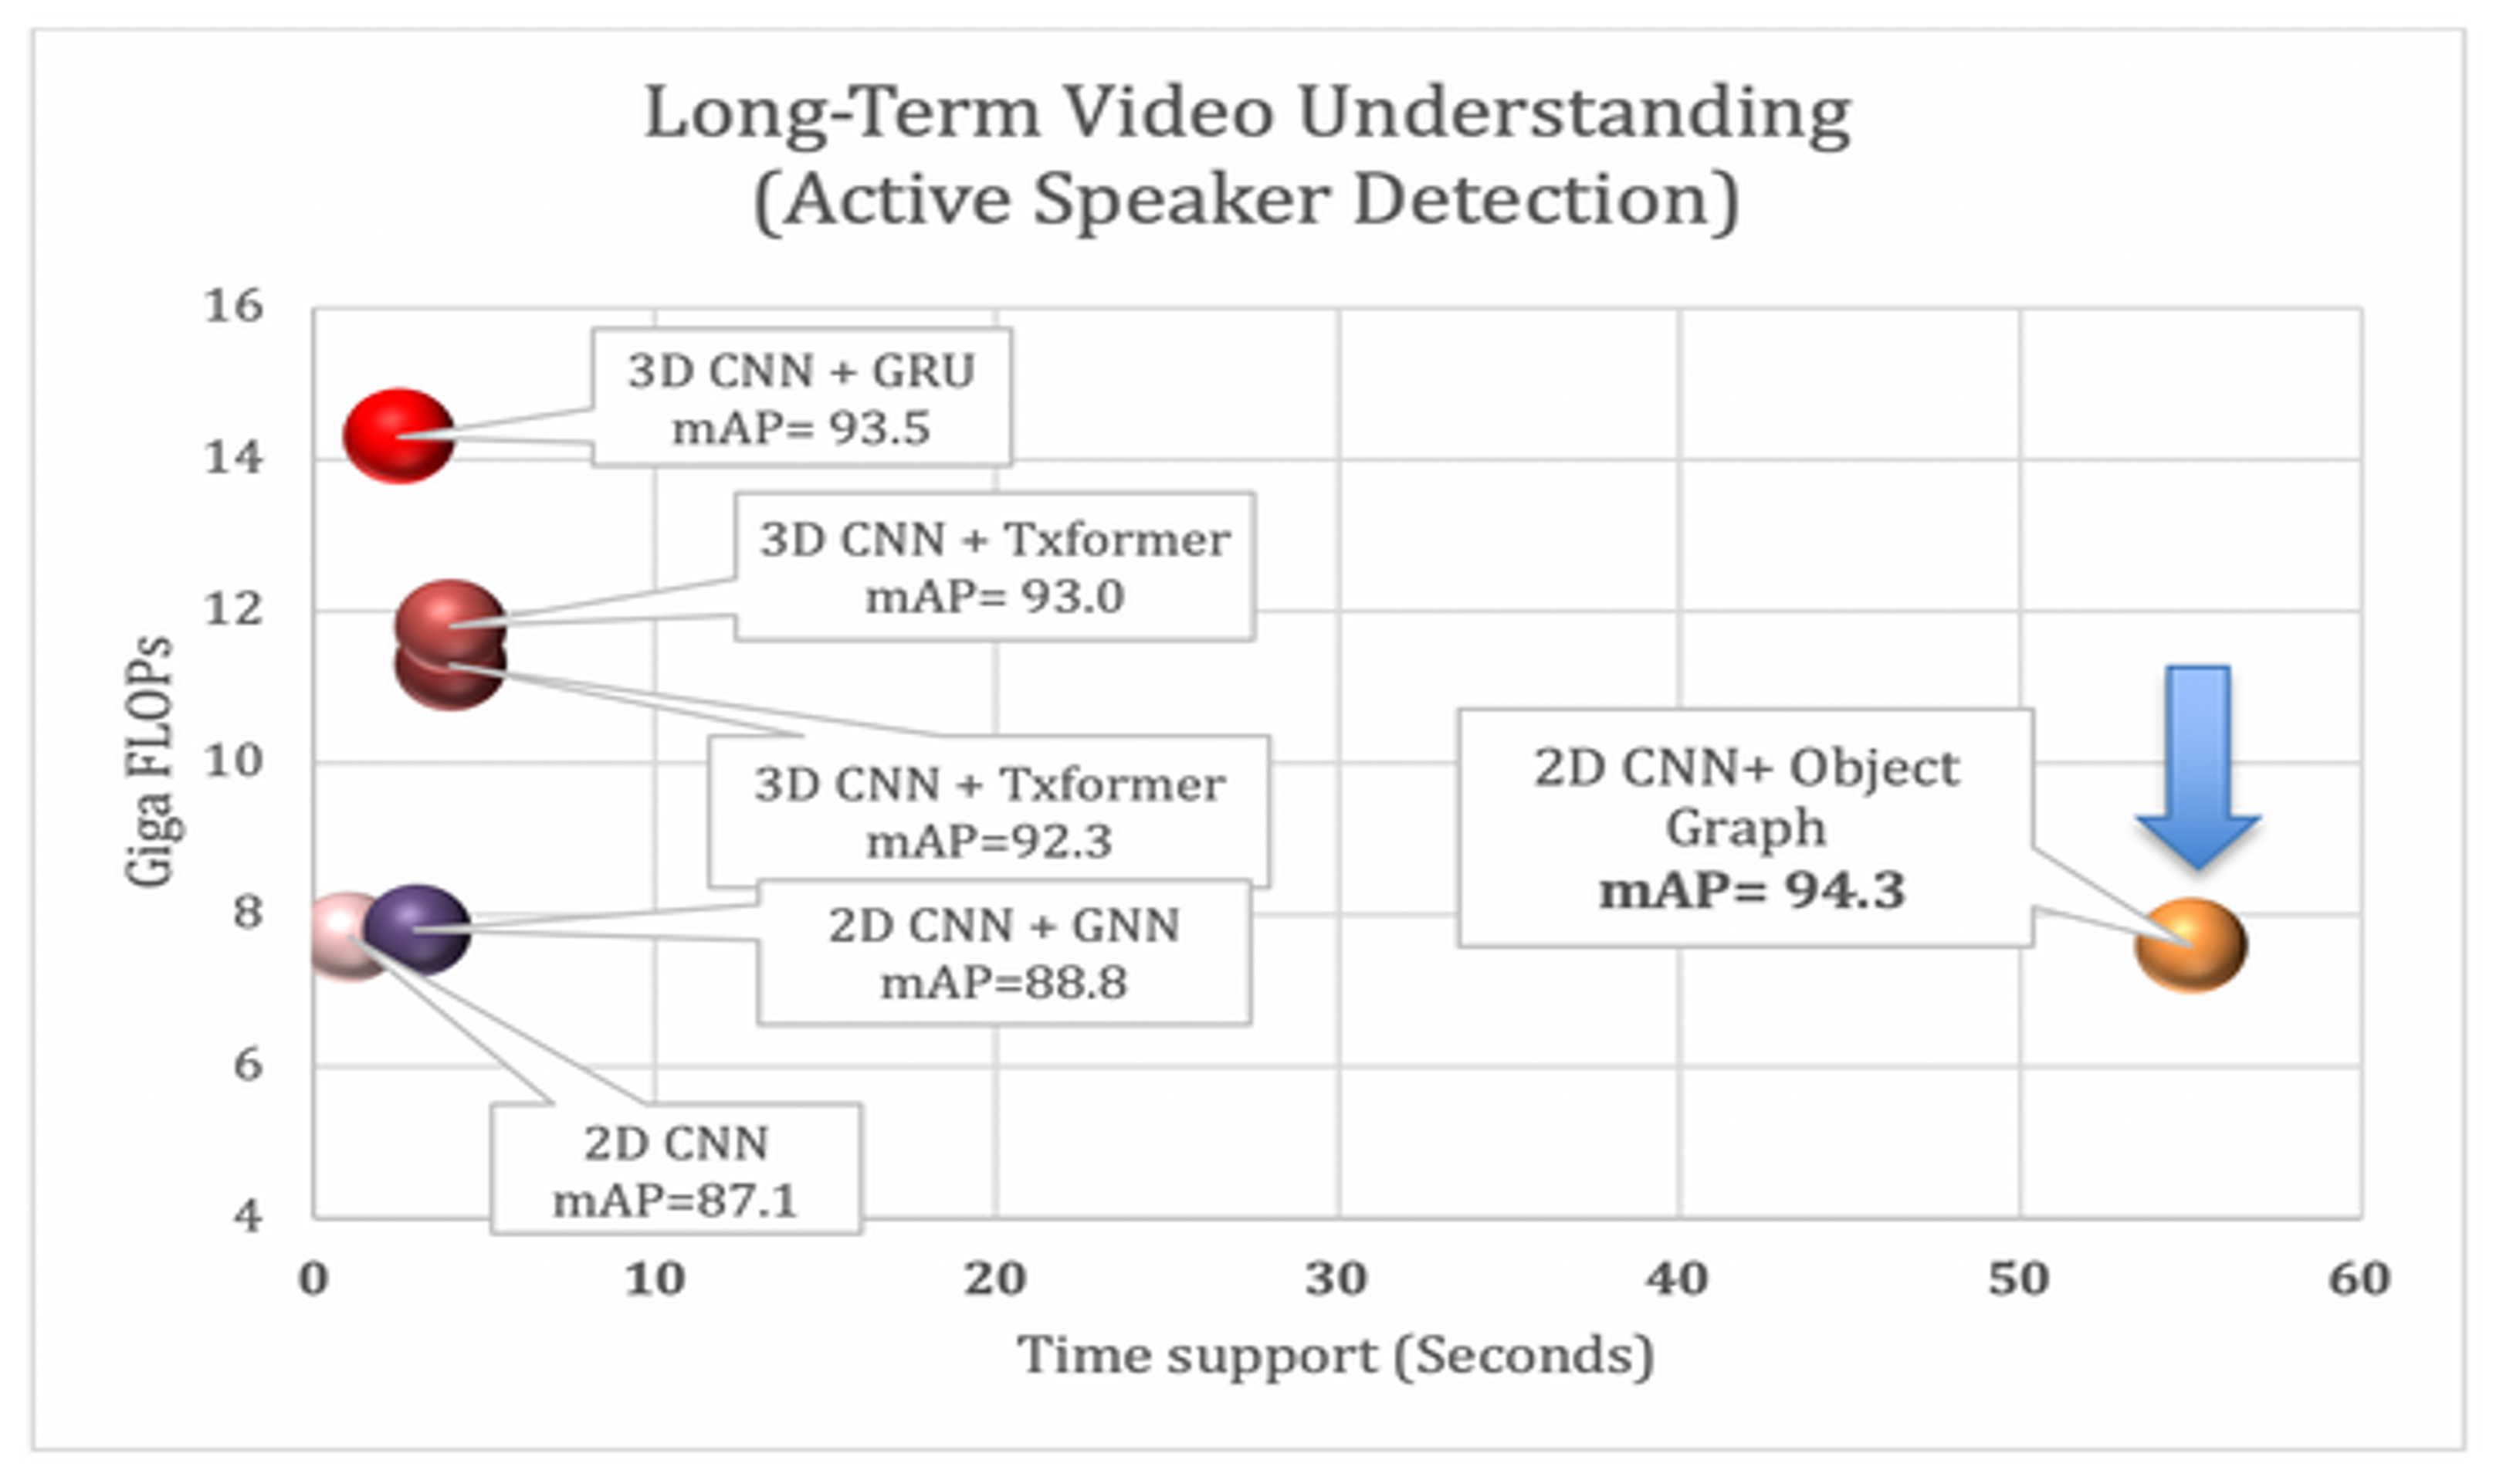 Long-Term Video Understanding
(Active Speaker Detection)
16
14
12
10
8
6
4
Giga FLOPs
3D CNN + GRU
mAP= 93.5
3D CNN + Txformer
mAP= 93.0
3D CNN + Txformer
mAP=92.3
2D CNN + GNN
mAP=88.8
2D CNN
mAP=87.1
2D CNN+ Object
Graph
mAP= 94.3
0 10 20 30 40 50 60
Time support (Seconds)